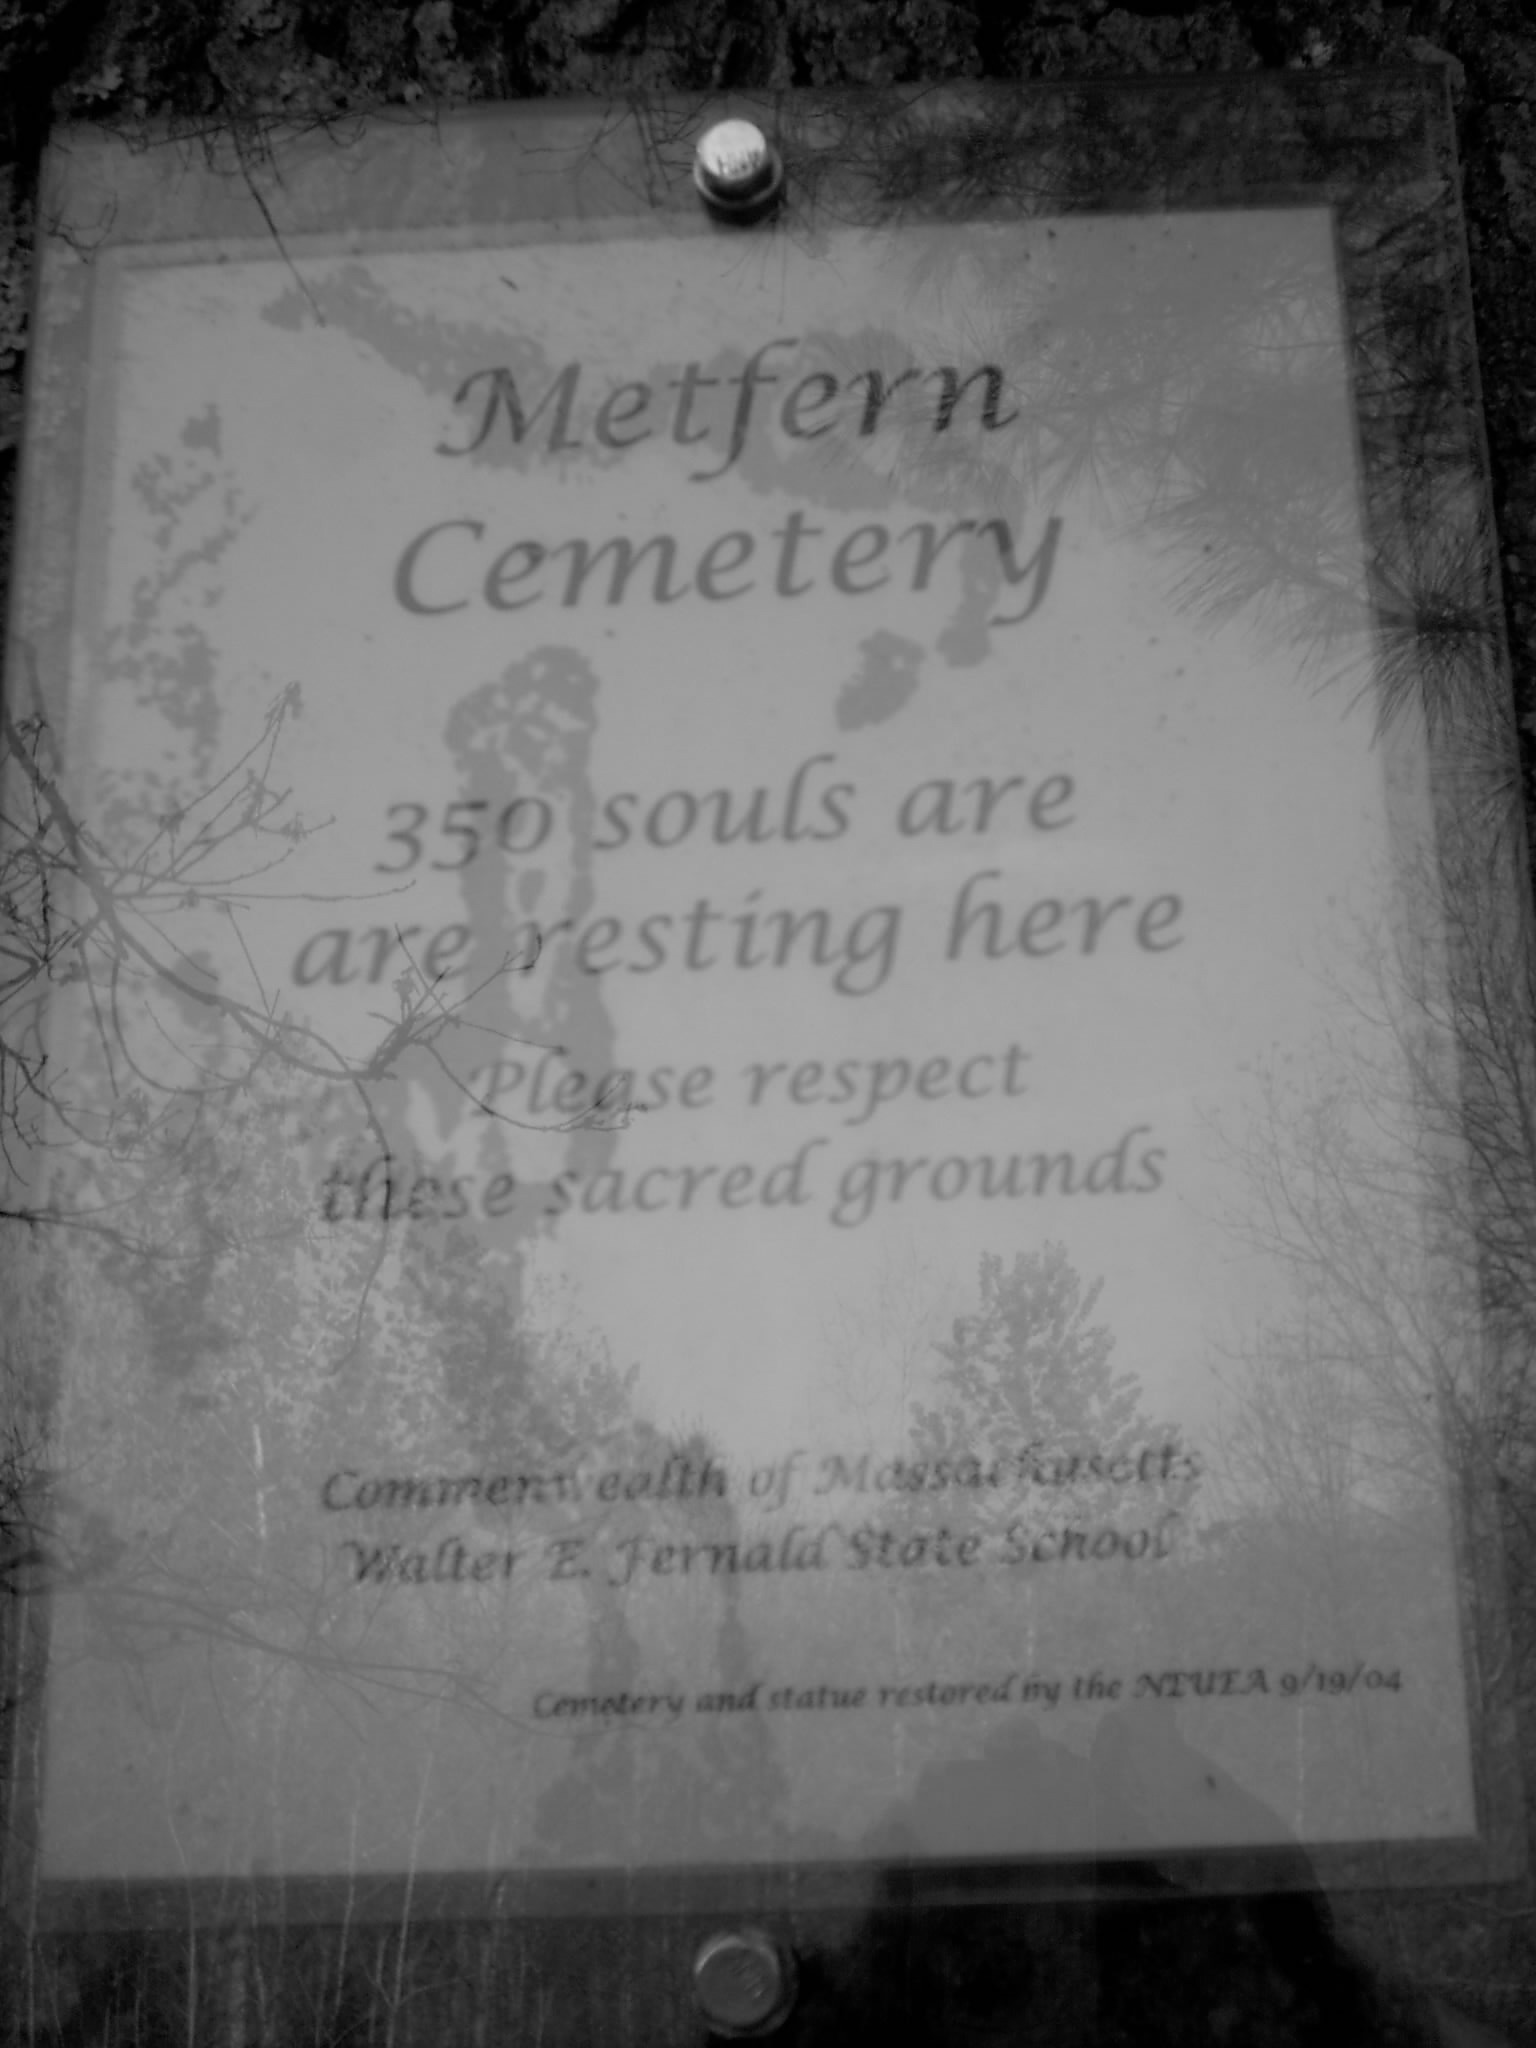 Metfern
Cemetery
350 souls are
are resting here
Please respect
these sacred grounds
Commonwealth of Massachusetts
Walter E. Fernald State School
Cemetery and statue restored by the NEUEA 9/19/04